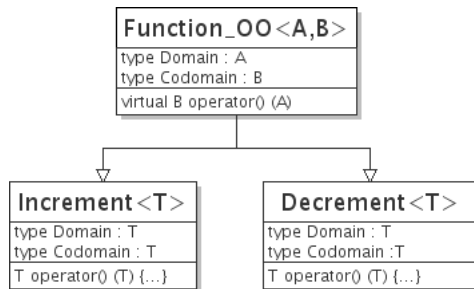 Function_OO<A,B>
type Domain : A
type Codomain : B
virtual B operator() (A)
Increment<T>
type Domain : T
type Codomain : T
T operator() (T) {...}
Decrement<T>
type Domain : T
type Codomain :T
T operator() (T) {...}